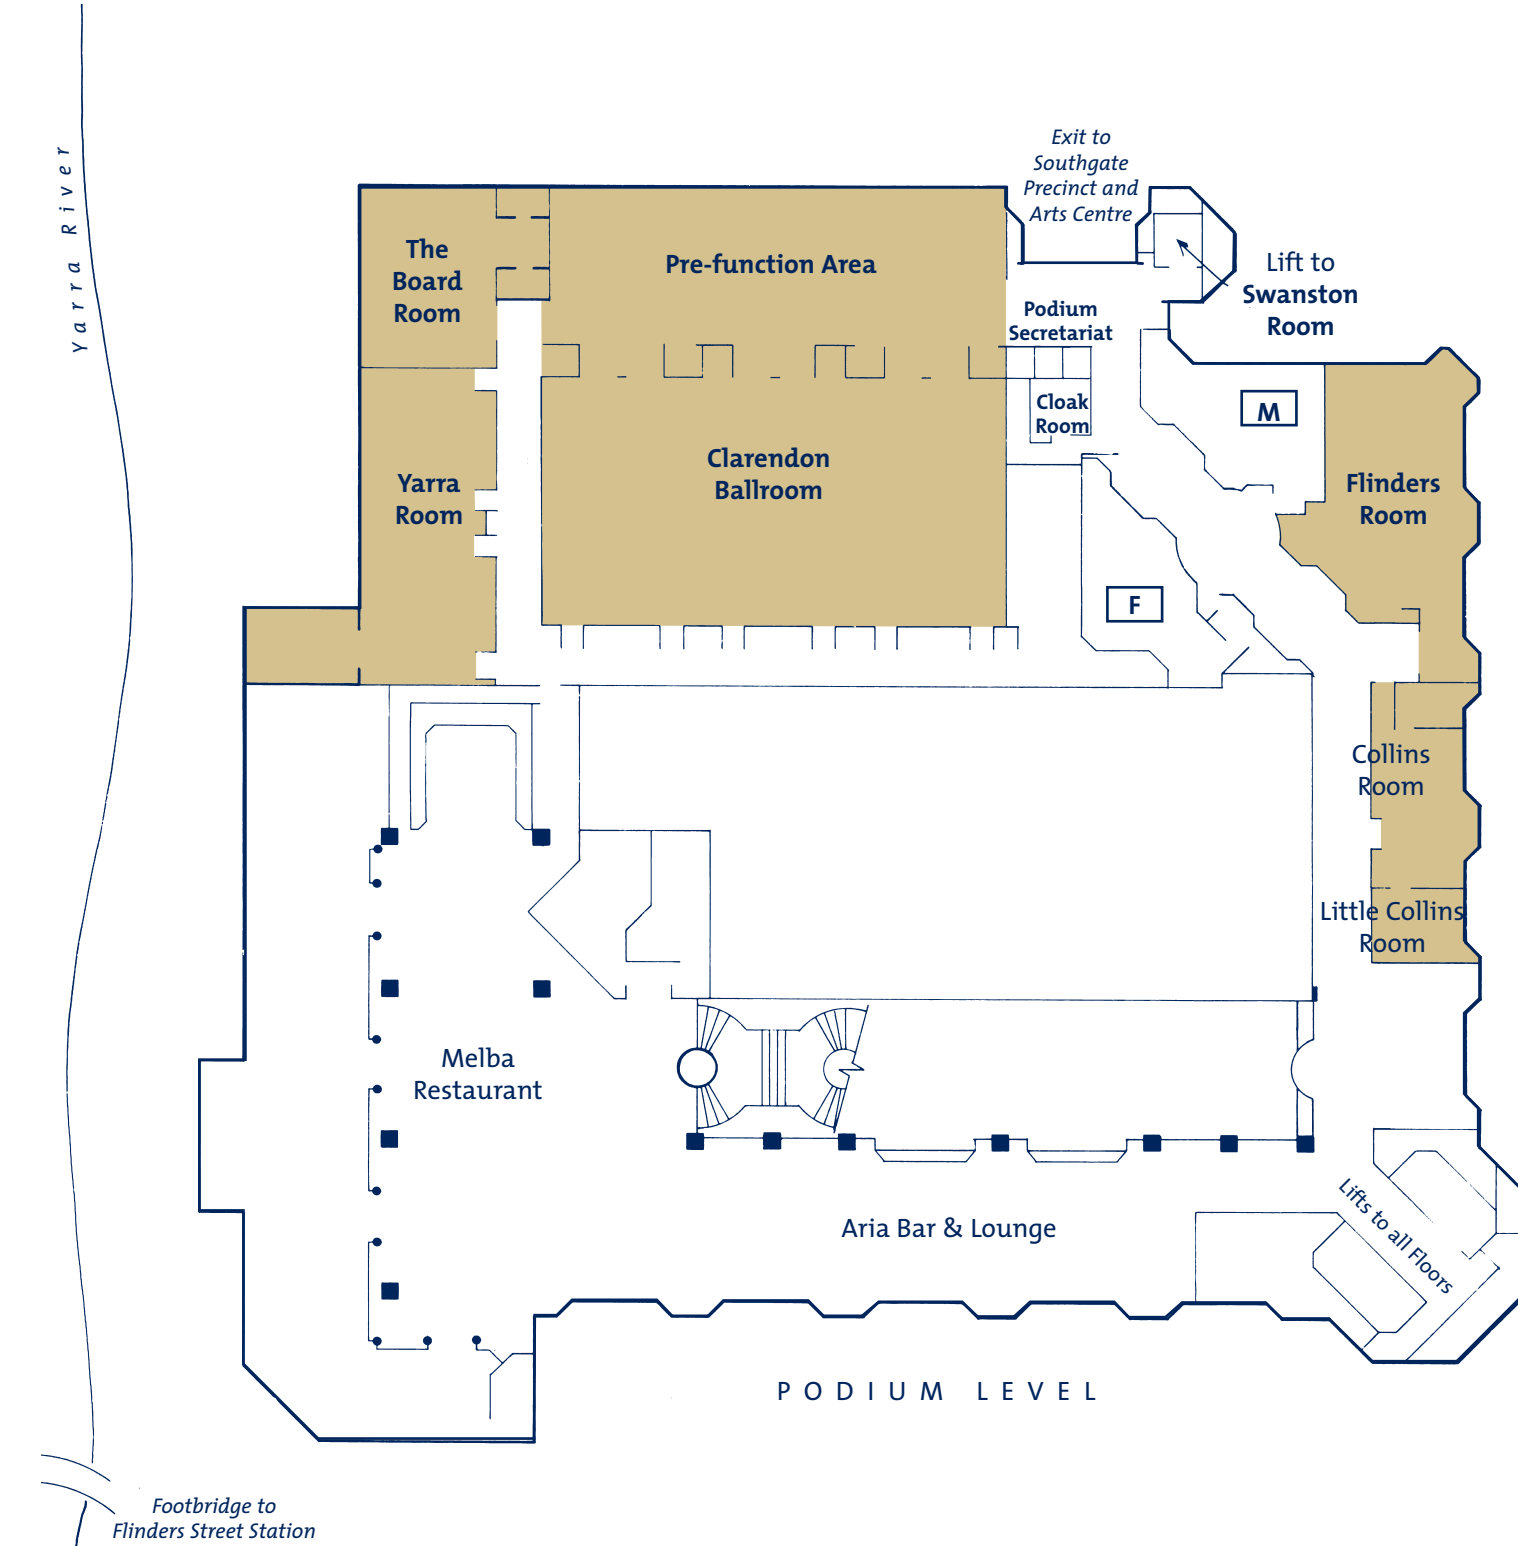 Yarra River
Exit to
Southgate
Precinct and
Arts Centre
The
Board
Room
Pre-function Area
Lift to
Swanston
Room
Podium
Secretariat
Cloak
Room
M
Clarendon
Ballroom
Yarra
Room
Flinders
Room
F
Collins
Room
Little Collins
Room
Melba
Restaurant
Aria Bar & Lounge
Lifts to all Floors
PODIUM LEVEL
Footbridge to
Flinders Street Station